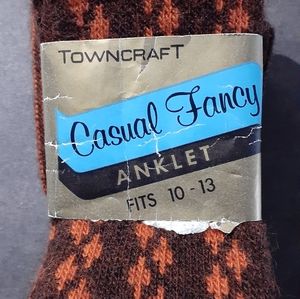 TOWNCRAFT
Casual Fancy
ANKLET
FITS 10 - 13